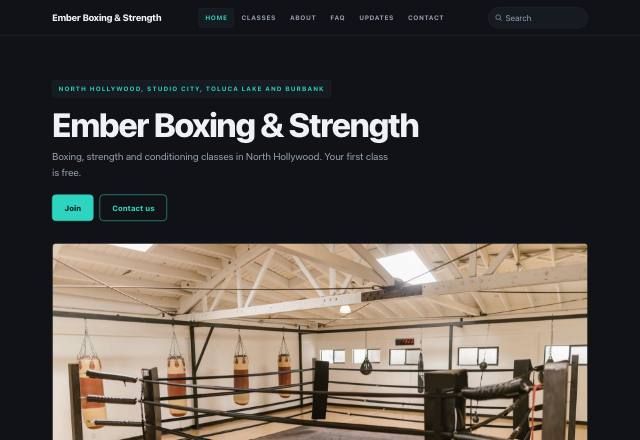 Ember Boxing & Strength
HOME CLASSES ABOUT FAQ UPDATES CONTACT
Search
NORTH HOLLYWOOD, STUDIO CITY, TOLUCA LAKE AND BURBANK
Ember Boxing & Strength
Boxing, strength and conditioning classes in North Hollywood. Your first class
is free.
Join
Contact us